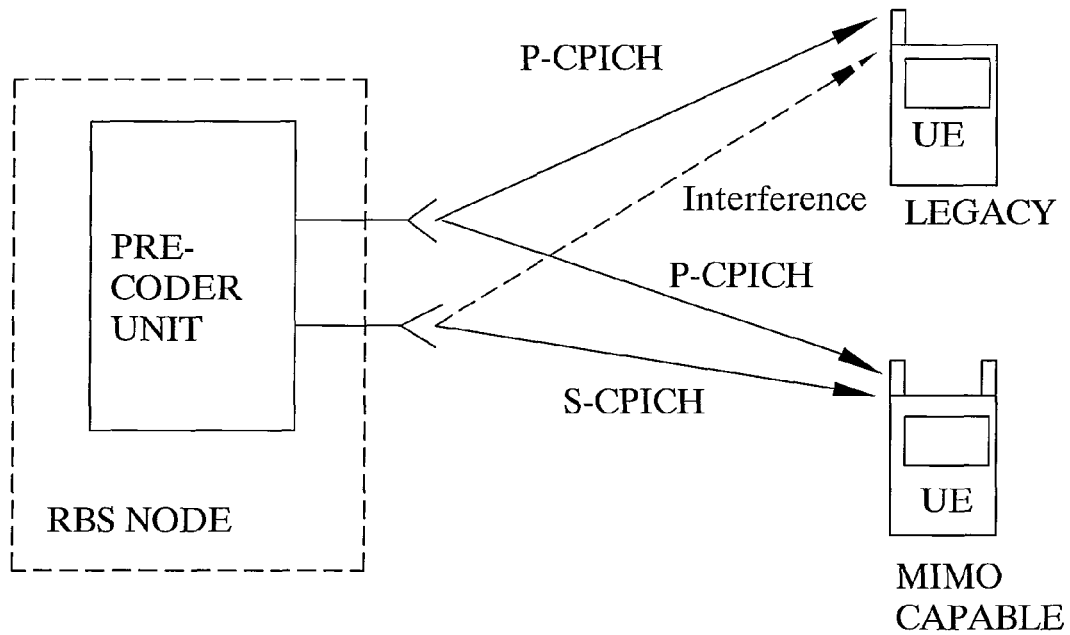 P-CPICH
UE
Interference
LEGACY
PRE-
CODER
UNIT
P-CPICH
S-CPICH
UE
RBS NODE
MIMO
CAPABLE